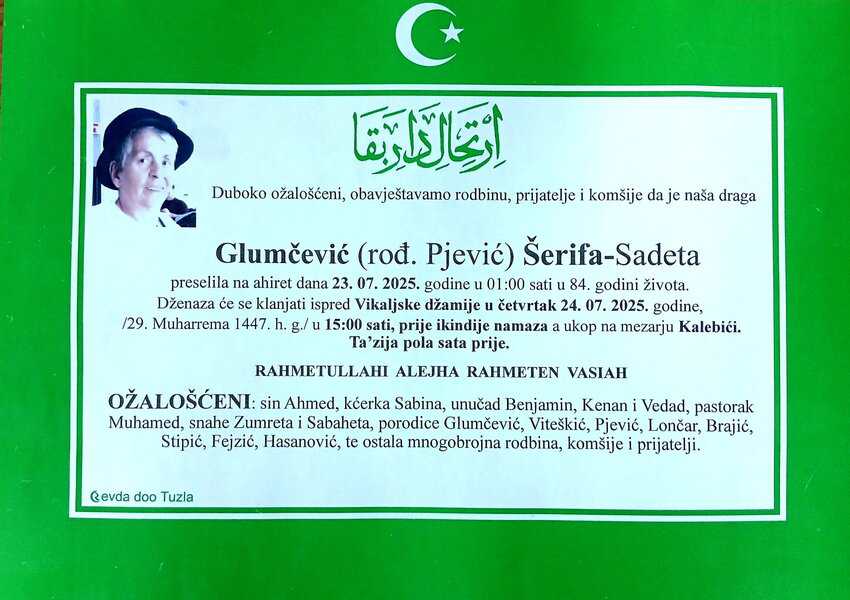 اِرْتِحَالِ دَارِ بَقَا
Duboko ožalošćeni, obavještavamo rodbinu, prijatelje i komšije da je naša draga
Glumčević (rođ. Pjević) Šerifa-Sadeta
preselila na ahiret dana 23. 07. 2025. godine u 01:00 sati u 84. godini života.
Dženaza će se klanjati ispred Vikaljske džamije u četvrtak 24. 07. 2025. godine,
/29. Muharrema 1447. h. g./ u 15:00 sati, prije ikindije namaza a ukop na mezarju Kalebići.
Ta’zija pola sata prije.
RAHMETULLAHI ALEJHA RAHMETEN VASIAH
OŽALOŠĆENI: sin Ahmed, kćerka Sabina, unučad Benjamin, Kenan i Vedad, pastorak
Muhamed, snahe Zumreta i Sabaheta, porodice Glumčević, Viteškić, Pjević, Lončar, Brajić,
Stipić, Fejzić, Hasanović, te ostala mnogobrojna rodbina, komšije i prijatelji.
evda doo Tuzla